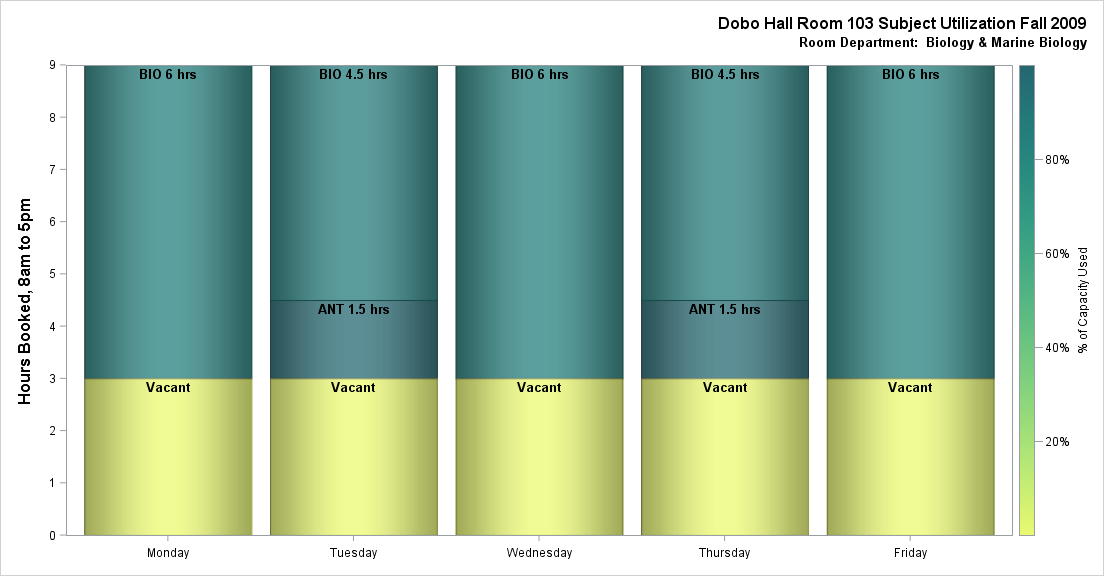 Dobo Hall Room 103 Subject Utilization Fall 2009
Room Department:  Biology & Marine Biology
Hours Booked, 8am to 5pm
9
8
7
6
5
4
3
2
1
0
BIO 6 hrs
BIO 4.5 hrs
BIO 6 hrs
BIO 4.5 hrs
BIO 6 hrs
ANT 1.5 hrs
ANT 1.5 hrs
Vacant
Vacant
Vacant
Vacant
Vacant
Monday
Tuesday
Wednesday
Thursday
Friday
80%
60%
40%
20%
% of Capacity Used